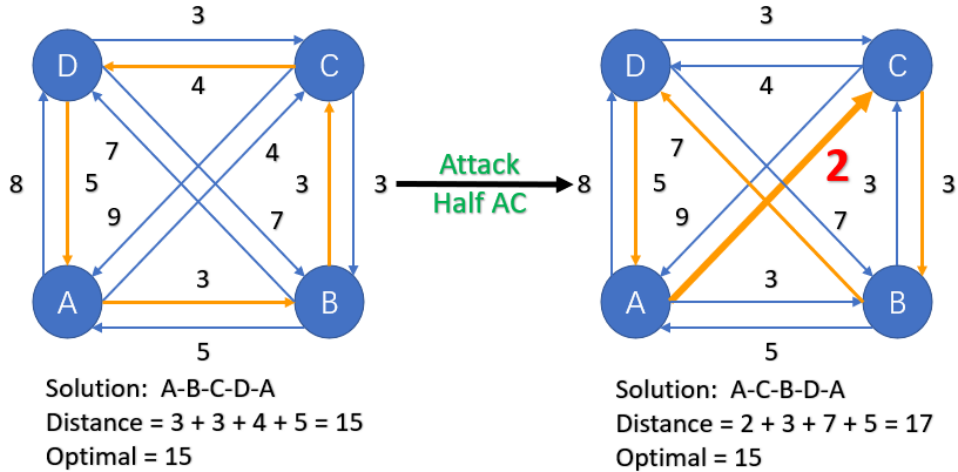 3
3
D
C
D
C
4
4
7
4
7
2
8
5
3
3
Attack
8
5
3
3
Half AC
9
7
9
7
3
3
A
B
A
B
5
5
Solution: A-B-C-D-A
Distance = 3 + 3 + 4 + 5 = 15
Optimal = 15
Solution: A-C-B-D-A
Distance = 2 + 3 + 7 + 5 = 17
Optimal = 15